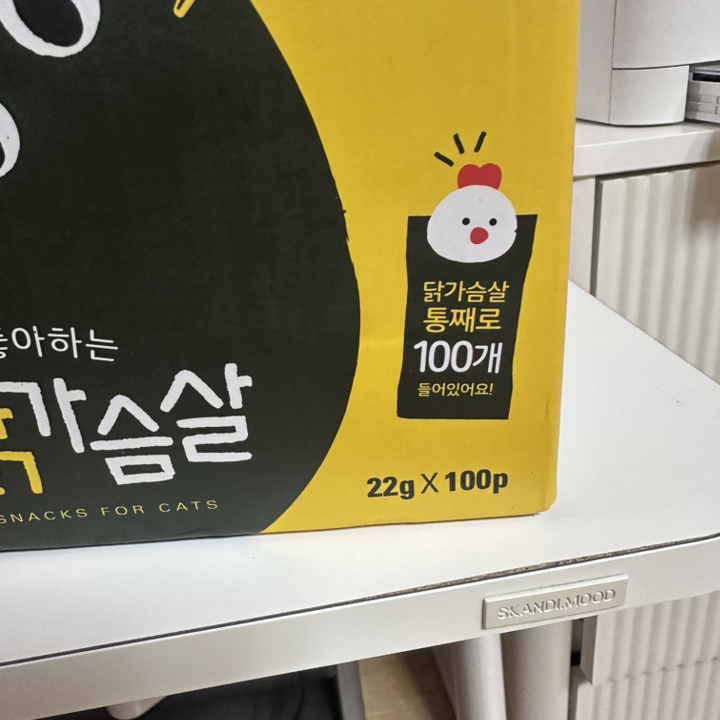 닭가슴살
통째로
100개
들어있어요!
좋아하는
닭가슴살
SNACKS FOR CATS
22g X 100p
SKANDI.MOOD